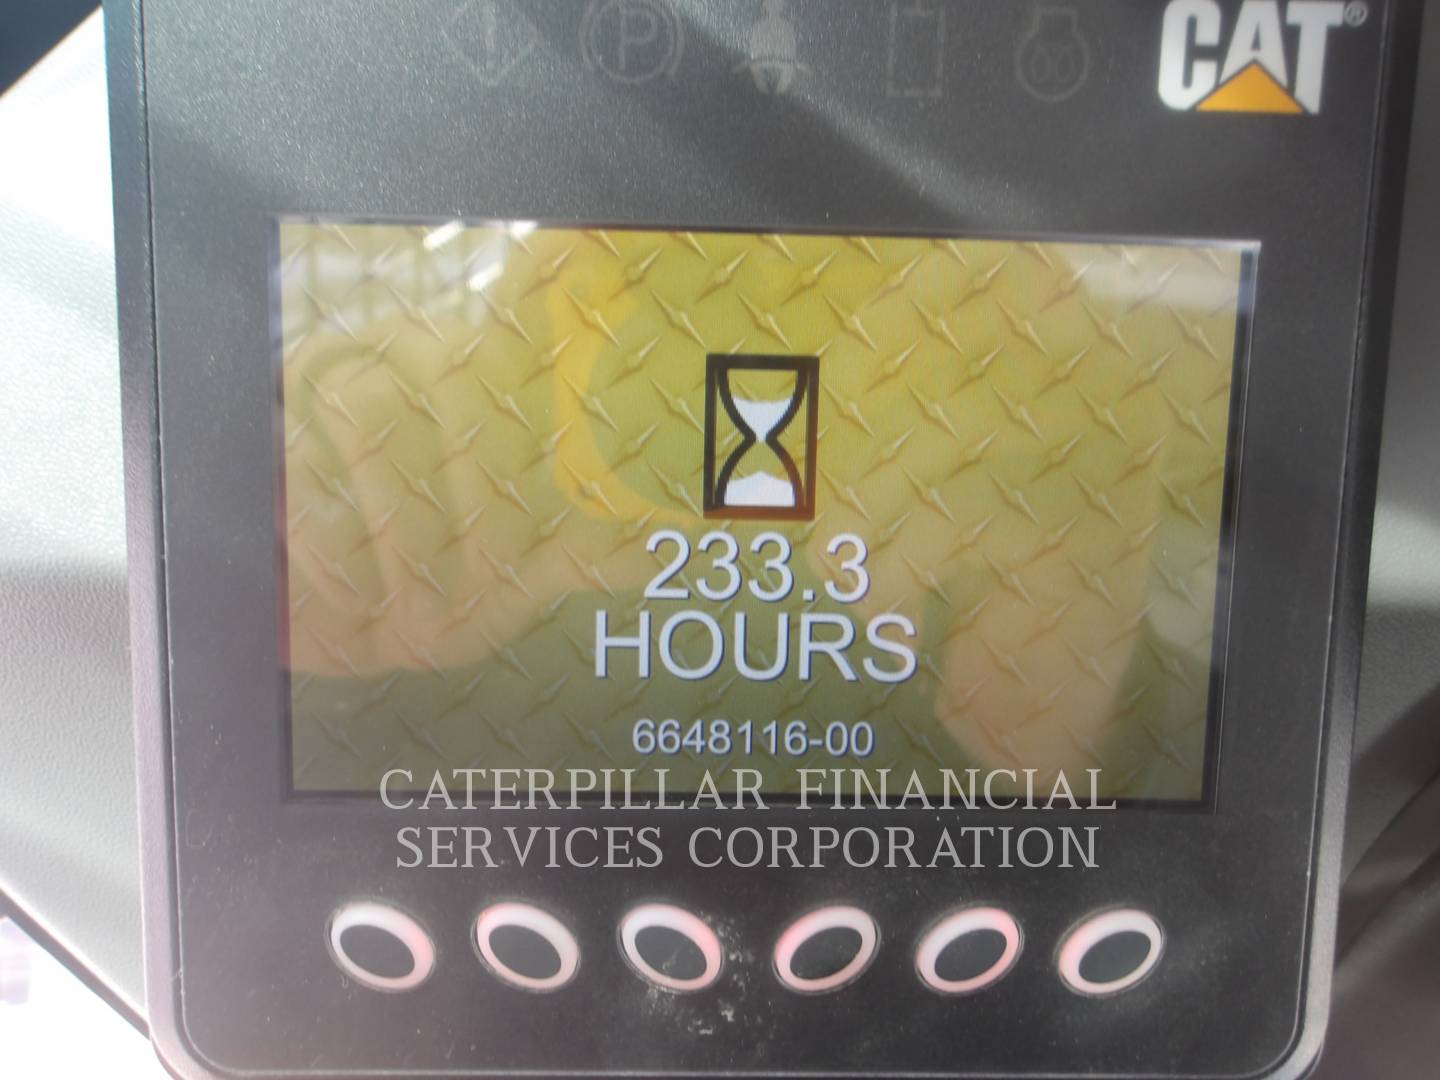 P
CAT®
233.3
HOURS
6648116-00
CATERPILLAR FINANCIAL
SERVICES CORPORATION